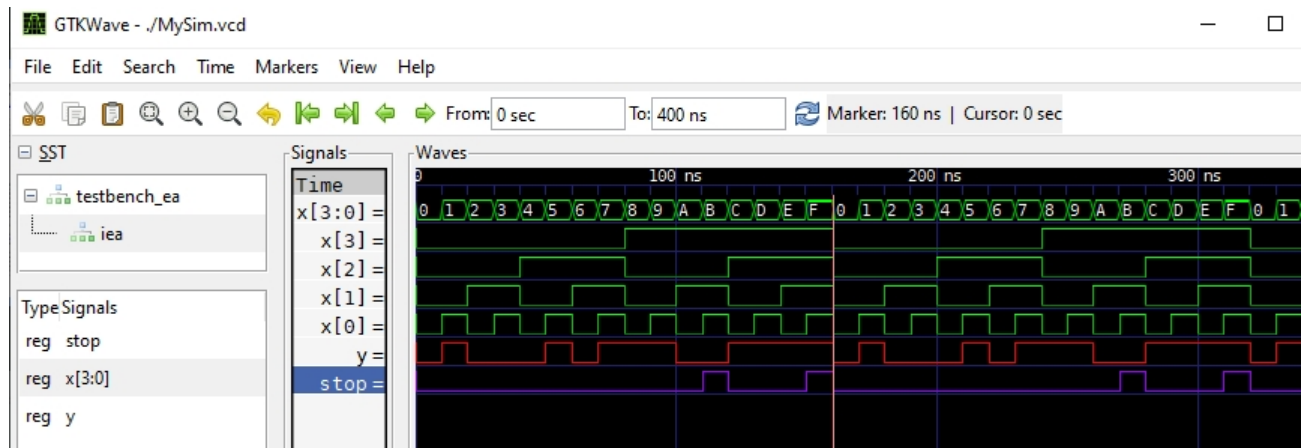 GTKWave - ./MySim.vcd
File Edit Search Time Markers View Help
From: 0 sec To: 400 ns Marker: 160 ns | Cursor: 0 sec
SST
testbench_ea
iea
Type Signals
reg stop
reg x[3:0]
reg y
Signals
Time
x[3:0] =
x[3] =
x[2] =
x[1] =
x[0] =
y =
stop =
Waves
0 100 ns 200 ns 300 ns
0 1 2 3 4 5 6 7 8 9 A B C D E F 0 1 2 3 4 5 6 7 8 9 A B C D E F 0 1